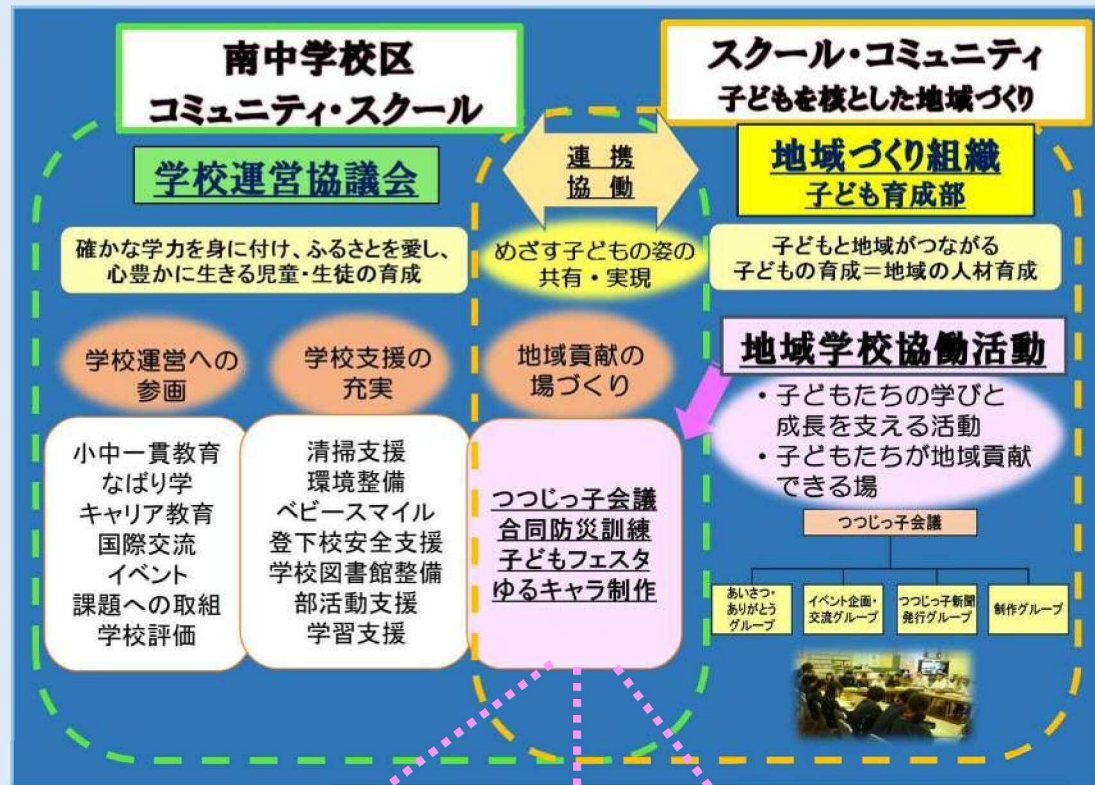 南中学校区
コミュニティ・スクール
スクール・コミュニティ
子どもを核とした地域づくり
学校運営協議会
連 携
協 働
地域づくり組織
子ども育成部
確かな学力を身に付け、ふるさとを愛し、
心豊かに生きる児童・生徒の育成
めざす子どもの姿の
共有・実現
子どもと地域がつながる
子どもの育成=地域の人材育成
学校運営への
参画
学校支援の
充実
地域貢献の
場づくり
地域学校協働活動
・子どもたちの学びと
成長を支える活動
・子どもたちが地域貢献
できる場
小中一貫教育
なばり学
キャリア教育
国際交流
イベント
課題への取組
学校評価
清掃支援
環境整備
ベビースマイル
登下校安全支援
学校図書館整備
部活動支援
学習支援
つつじっ子会議
合同防災訓練
子どもフェスタ
ゆるキャラ制作
つつじっ子会議
あいさつ・
ありがとう
グループ
イベント企画・
交流グループ
つつじっ子新聞
発行グループ
制作グループ